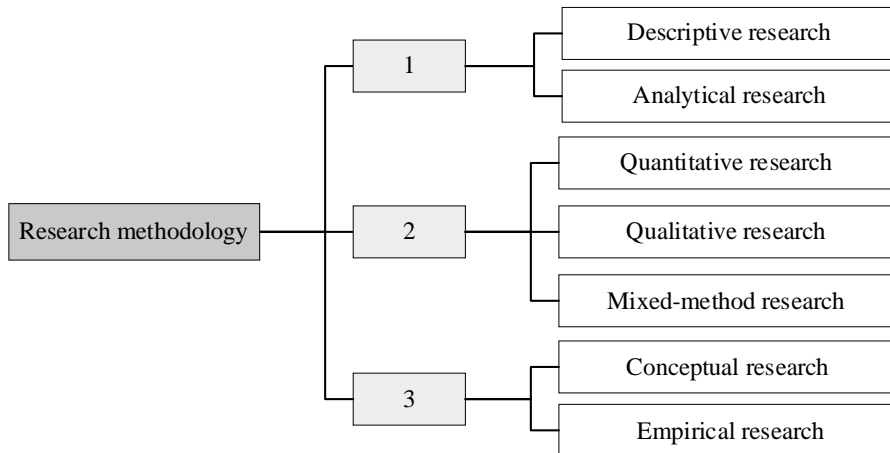 Research methodology
1
Descriptive research
Analytical research
2
Quantitative research
Qualitative research
Mixed-method research
3
Conceptual research
Empirical research